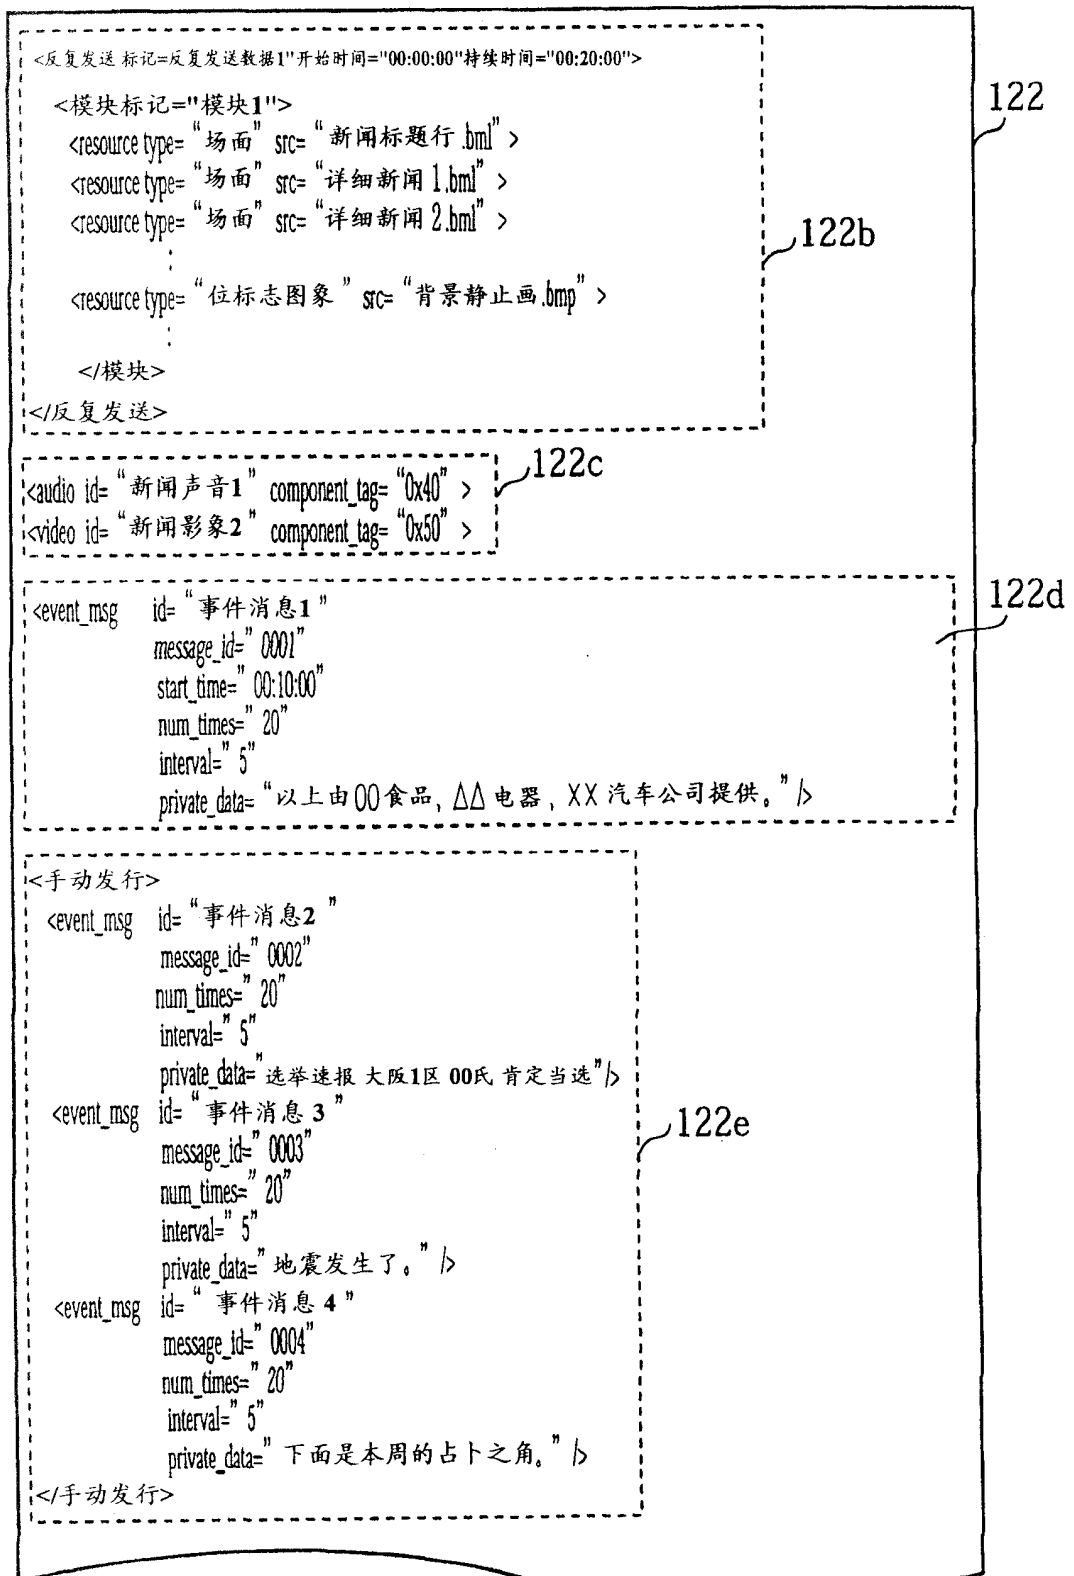 <反复发送 标记=反复发送数据1"开始时间="00:00:00"持续时间="00:20:00">
<模块标记="模块1">
<resource type= “场面” src= “新闻标题行.bml” >
<resource type= “场面” src= “详细新闻 1.bml” >
<resource type= “场面” src= “详细新闻 2.bml” >
<resource type= “位标志图象 ” src= “背景静止画.bmp” >
</模块>
</反复发送>
<audio id= “新闻声音1” component_tag= “0x40” >
<video id= “新闻影象2 ” component_tag= “0x50” >
<event_msg id= “事件消息1 ”
message_id=” 0001”
start_time=” 00:10:00”
num_times=” 20”
interval=” 5”
private_data= “以上由〇〇食品, △△ 电器, XX 汽车公司提供。” />
<手动发行>
<event_msg id= “事件消息2 ”
message_id=” 0002”
num_times=” 20”
interval=” 5”
private_data=”选举速报 大阪1区 00氏 肯定当选”/>
<event_msg id= “事件消息 3 ”
message_id=” 0003”
num_times=” 20”
interval=” 5”
private_data=” 地震发生了。” />
<event_msg id= “ 事件消息 4 ”
message_id=” 0004”
num_times=” 20”
interval=” 5”
private_data=” 下面是本周的占卜之角。” />
</手动发行>
122
122b
122c
122d
122e